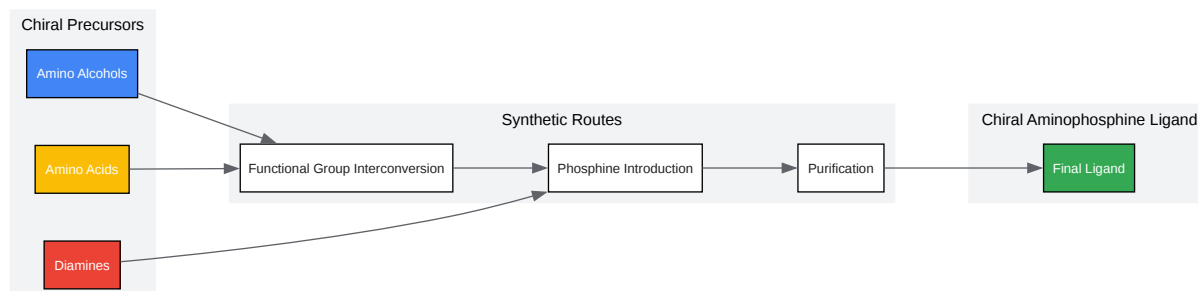 Chiral Precursors
Amino Alcohols
Amino Acids
Diamines
Synthetic Routes
Functional Group Interconversion
Phosphine Introduction
Purification
Chiral Aminophosphine Ligand
Final Ligand